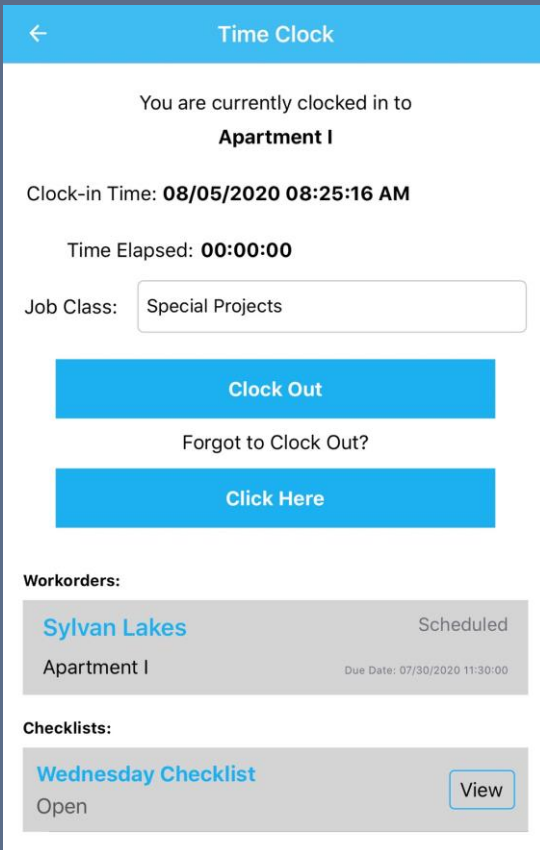 Time Clock
You are currently clocked in to
Apartment I
Clock-in Time: 08/05/2020 08:25:16 AM
Time Elapsed: 00:00:00
Job Class: Special Projects
Clock Out
Forgot to Clock Out?
Click Here
Workorders:
Sylvan Lakes Scheduled
Apartment I Due Date: 07/30/2020 11:30:00
Checklists:
Wednesday Checklist
Open
View